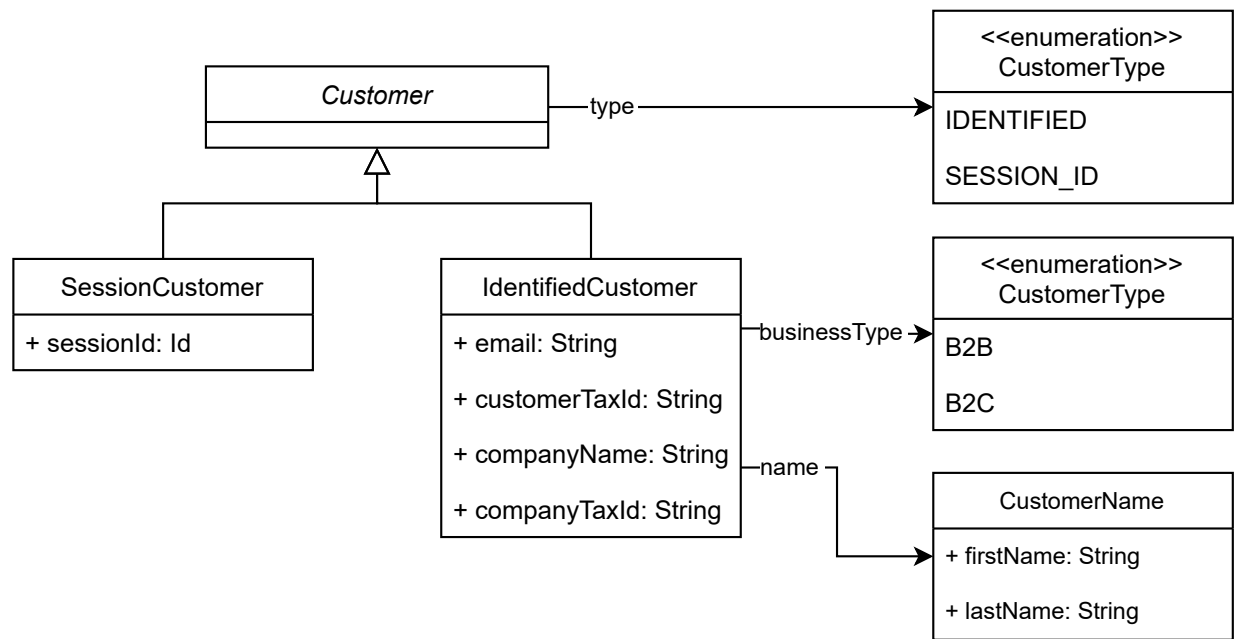 <<enumeration>>
CustomerType
IDENTIFIED
SESSION_ID
Customer
type
SessionCustomer
+ sessionId: Id
IdentifiedCustomer
+ email: String
+ customerTaxId: String
+ companyName: String
+ companyTaxId: String
businessType
name
<<enumeration>>
CustomerType
B2B
B2C
CustomerName
+ firstName: String
+ lastName: String